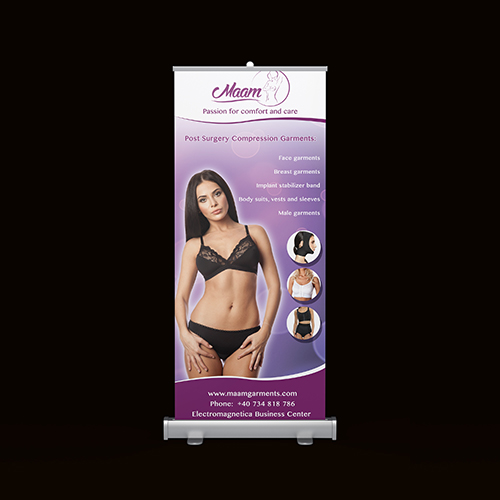 Maam
Passion for comfort and care
Post Surgery Compression Garments:
Face garments
Breast garments
Implant stabilizer band
Body suits, vests and sleeves
Male garments
www.maamgarments.com
Phone: +40 734 818 786
Electromagnetica Business Center